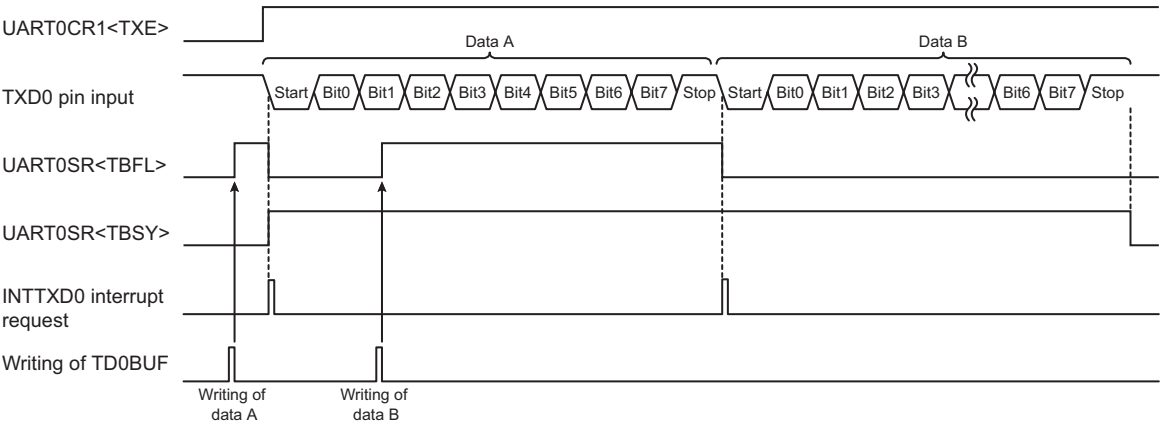 UART0CR1<TXE>
Data A
Data B
TXD0 pin input
Start Bit0 Bit1 Bit2 Bit3 Bit4 Bit5 Bit6 Bit7 Stop Start Bit0 Bit1 Bit2 Bit3 Bit6 Bit7 Stop
UART0SR<TBFL>
UART0SR<TBSY>
INTTXD0 interrupt
request
Writing of TD0BUF
Writing of
data A
Writing of
data B